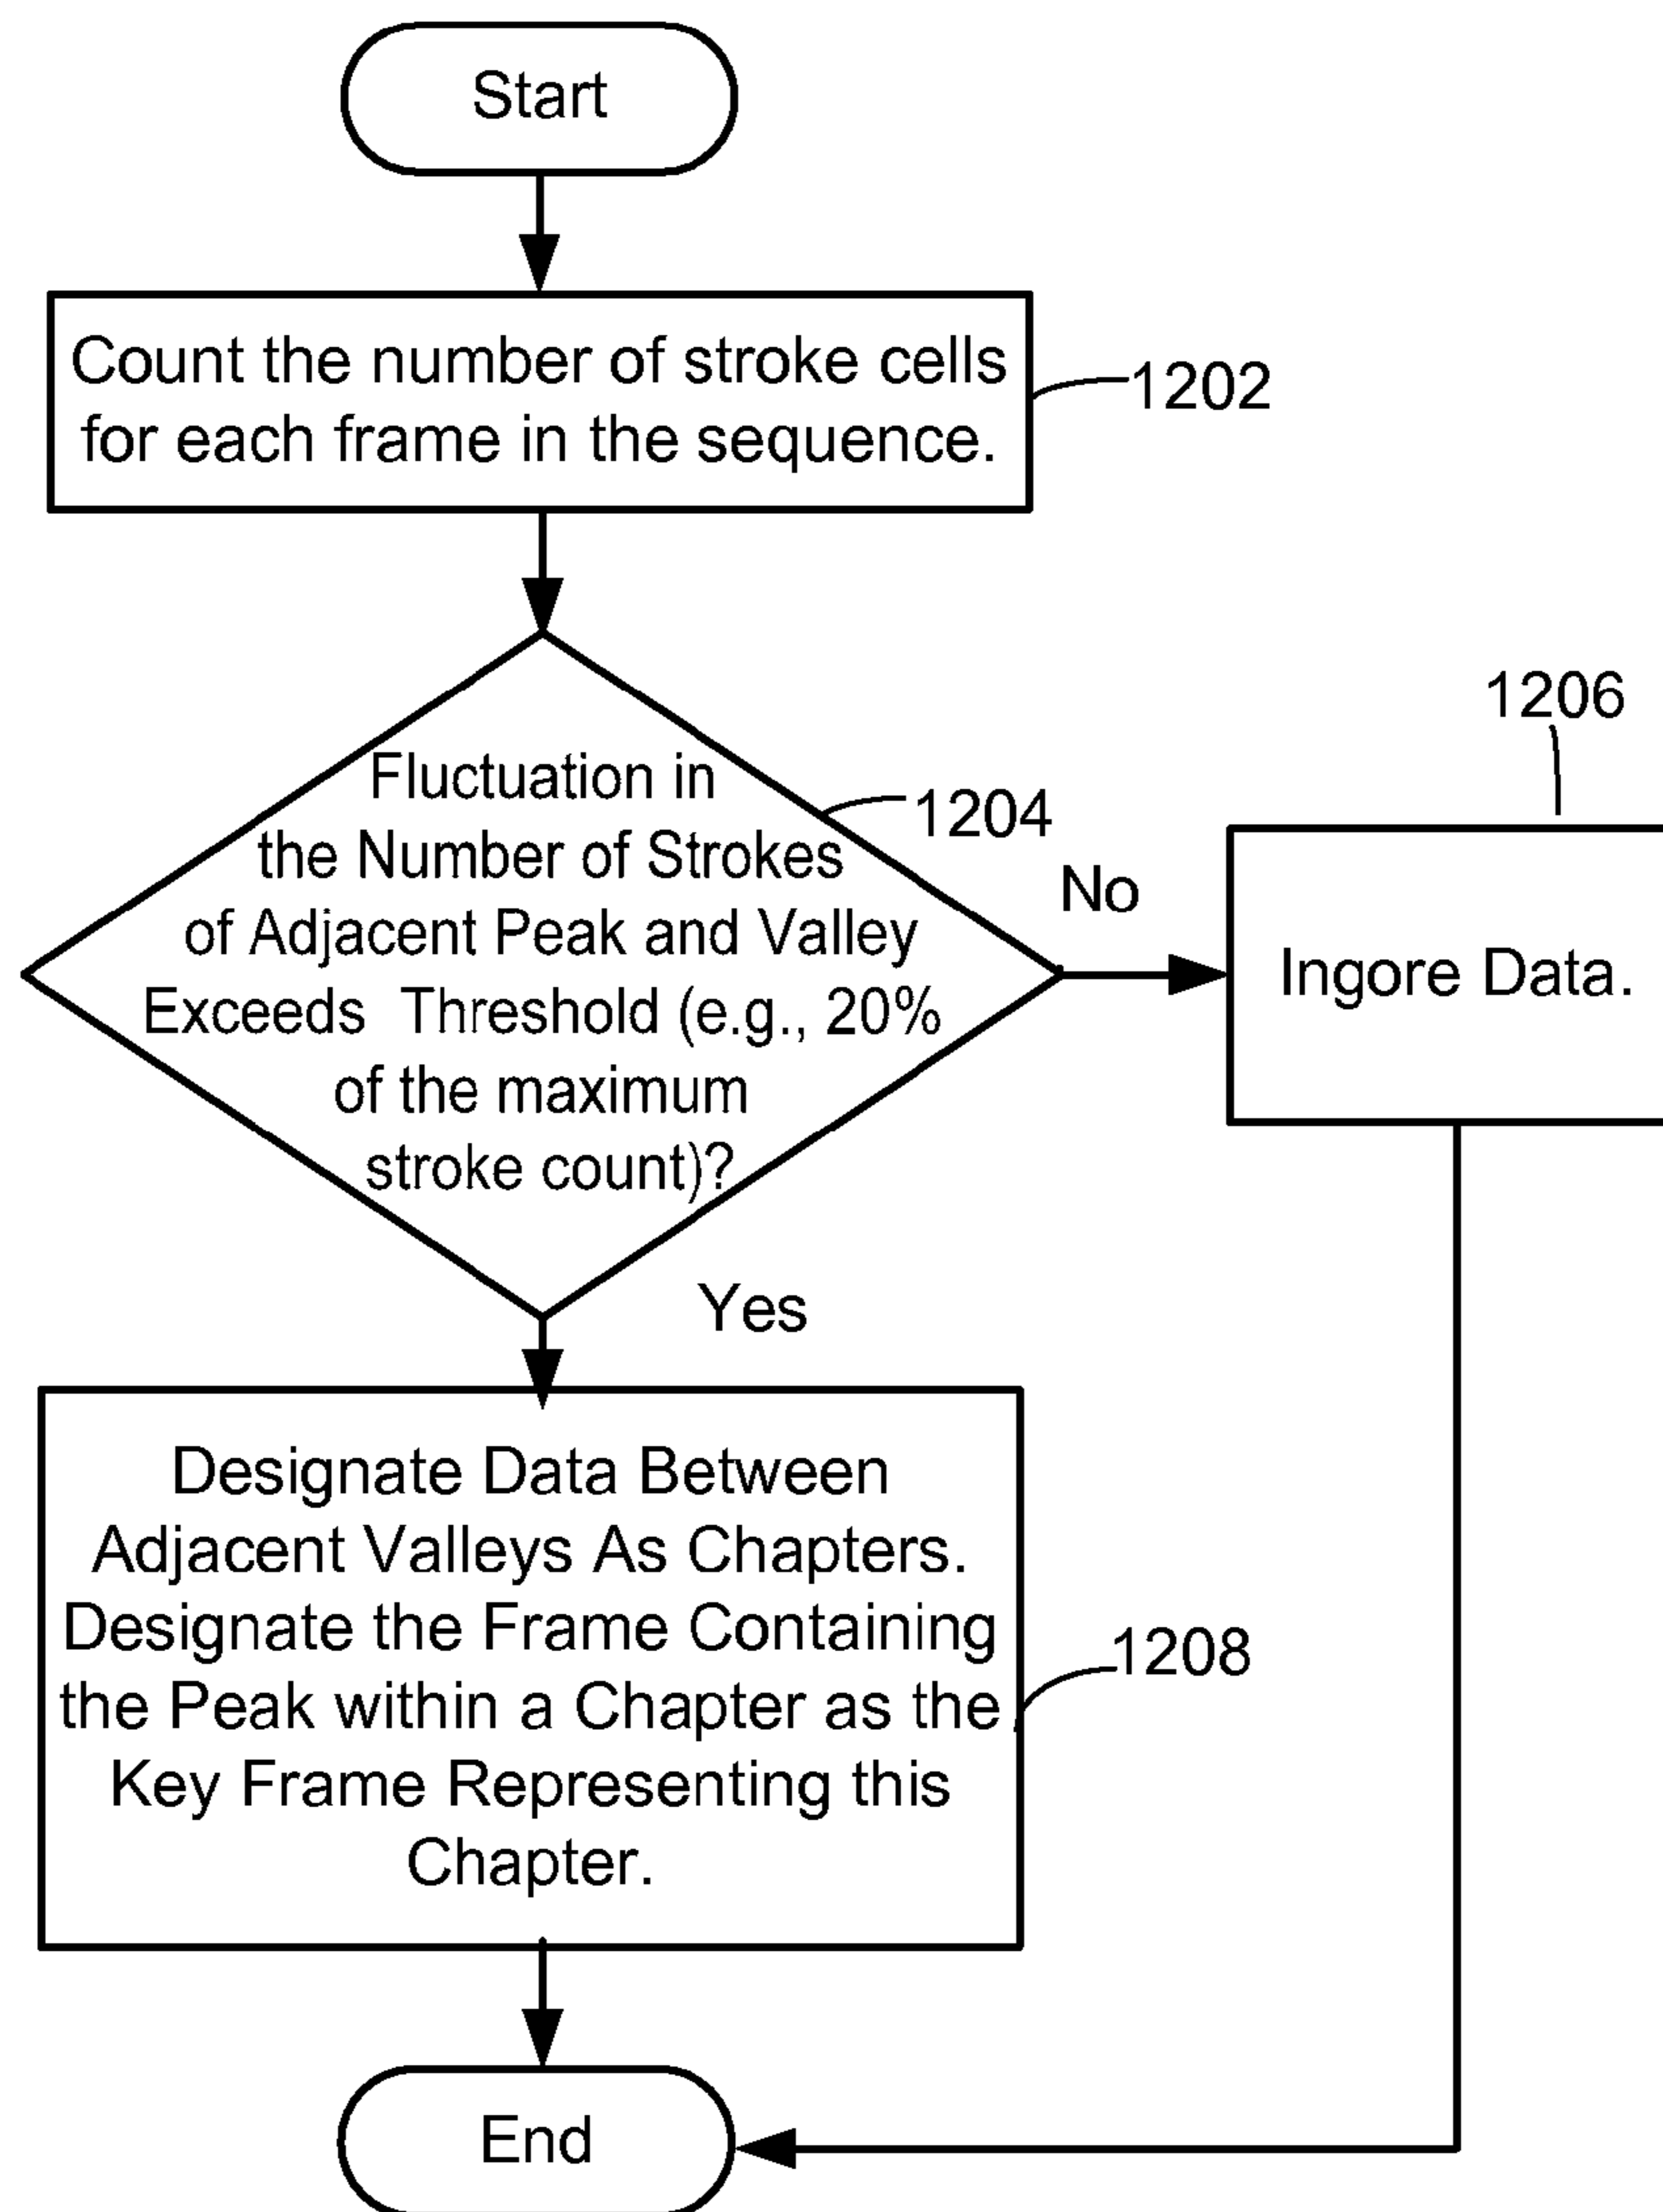 Start
Count the number of stroke cells
for each frame in the sequence.
1202
Fluctuation in
the Number of Strokes
of Adjacent Peak and Valley
Exceeds Threshold (e.g., 20%
of the maximum
stroke count)?
1204
No
1206
Ingore Data.
Yes
Designate Data Between
Adjacent Valleys As Chapters.
Designate the Frame Containing
the Peak within a Chapter as the
Key Frame Representing this
Chapter.
1208
End